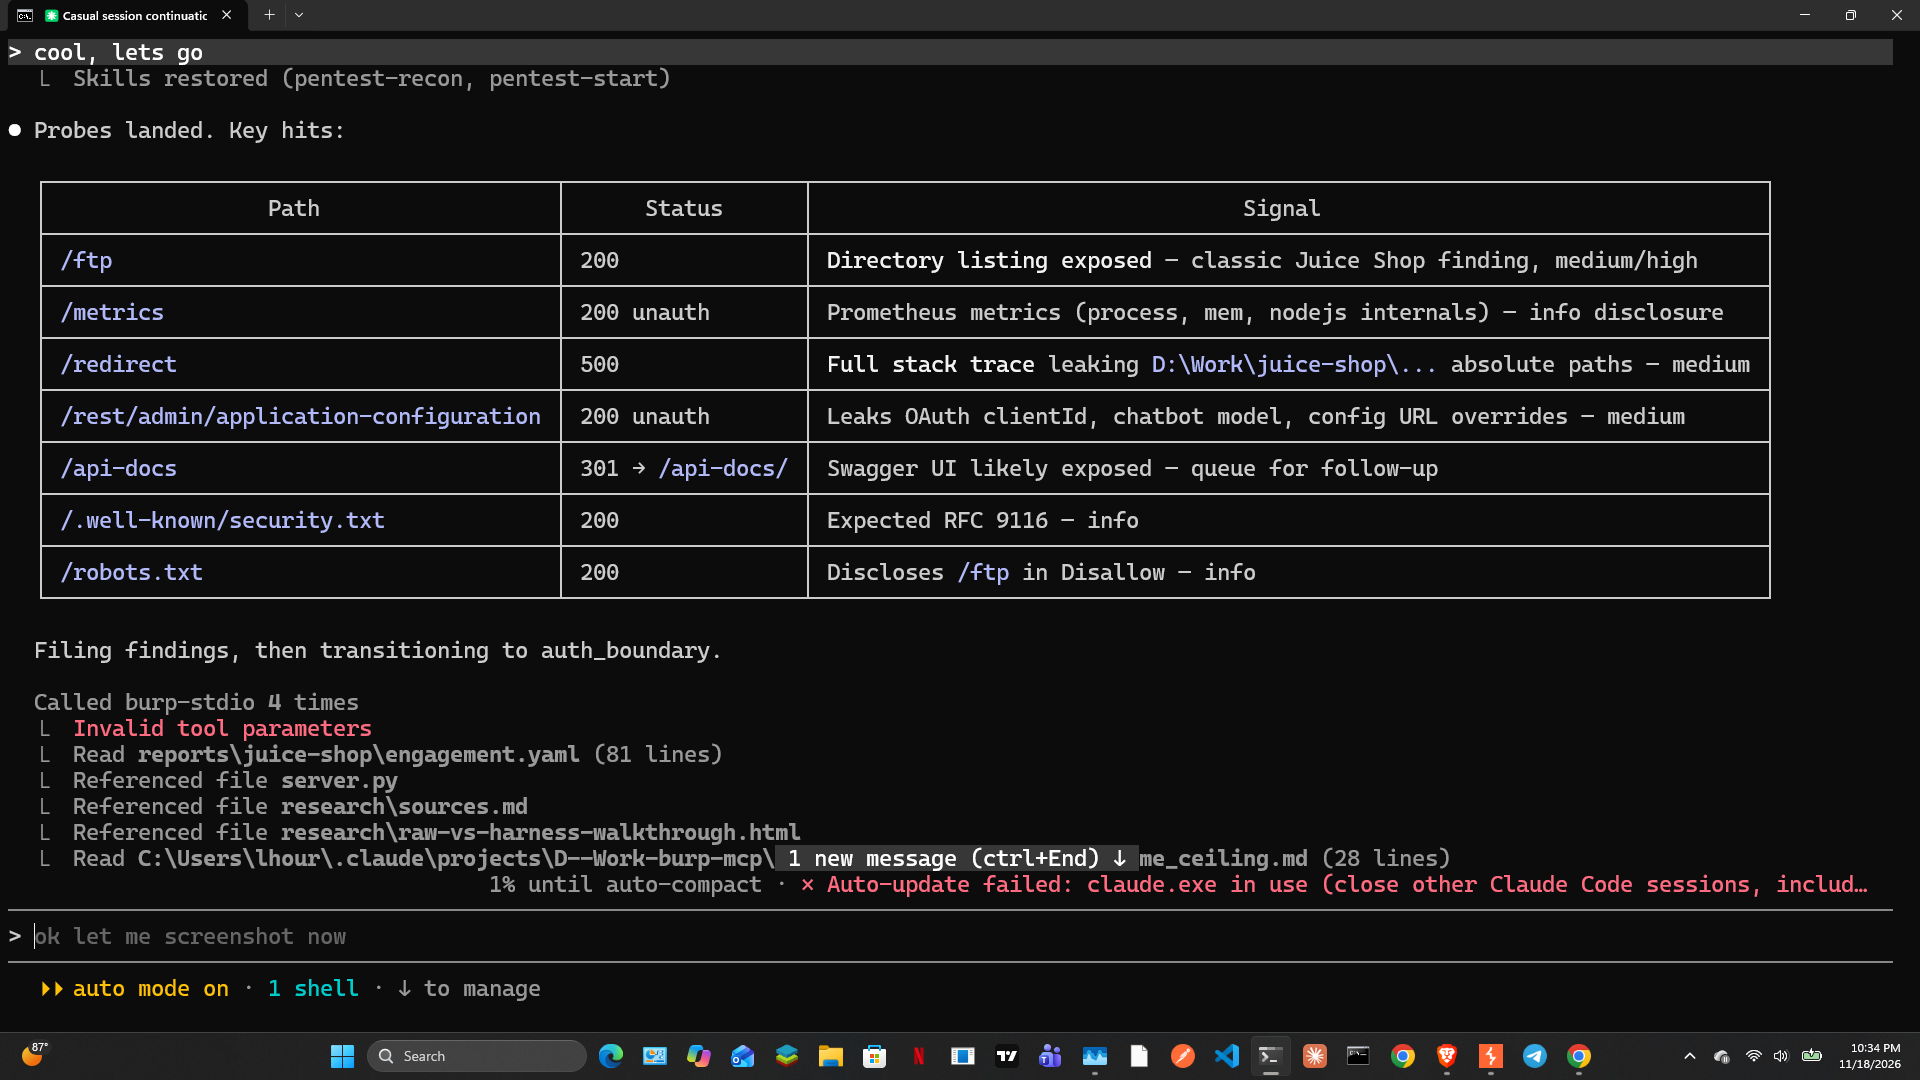 Casual session continuatic
> cool, lets go
└ Skills restored (pentest-recon, pentest-start)
● Probes landed. Key hits:
Path Status Signal
/ftp 200 Directory listing exposed — classic Juice Shop finding, medium/high
/metrics 200 unauth Prometheus metrics (process, mem, nodejs internals) — info disclosure
/redirect 500 Full stack trace leaking D:\Work\juice-shop\... absolute paths — medium
/rest/admin/application-configuration 200 unauth Leaks OAuth clientId, chatbot model, config URL overrides — medium
/api-docs 301 → /api-docs/ Swagger UI likely exposed — queue for follow-up
/.well-known/security.txt 200 Expected RFC 9116 — info
/robots.txt 200 Discloses /ftp in Disallow — info
Filing findings, then transitioning to auth_boundary.
Called burp-stdio 4 times
└ Invalid tool parameters
└ Read reports\juice-shop\engagement.yaml (81 lines)
└ Referenced file server.py
└ Referenced file research\sources.md
└ Referenced file research\raw-vs-harness-walkthrough.html
└ Read C:\Users\lhour\.claude\projects\D--Work-burp-mcp\ 1 new message (ctrl+End) ↓ me_ceiling.md (28 lines)
1% until auto-compact · × Auto-update failed: claude.exe in use (close other Claude Code sessions, includ…
> ok let me screenshot now
⏵⏵ auto mode on · 1 shell · ↓ to manage
87°
Search
10:34 PM
11/18/2026